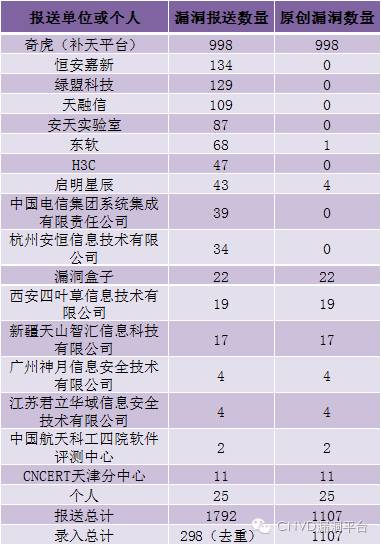 报送单位或个人 漏洞报送数量 原创漏洞数量
奇虎（补天平台） 998 998
恒安嘉新 134 0
绿盟科技 129 0
天融信 109 0
安天实验室 87 0
东软 68 1
H3C 47 0
启明星辰 43 4
中国电信集团系统集成
有限责任公司 39 0
杭州安恒信息技术有限
公司 34 0
漏洞盒子 22 22
西安四叶草信息技术有
限公司 19 19
新疆天山智汇信息科技
有限公司 17 17
广州神月信息安全技术
有限公司 4 4
江苏君立华域信息安全
技术有限公司 4 4
中国航天科工四院软件
评测中心 2 2
CNCERT天津分中心 11 11
个人 25 25
报送总计 1792 1107
录入总计 298（去重） 1107
CNVD漏洞平台